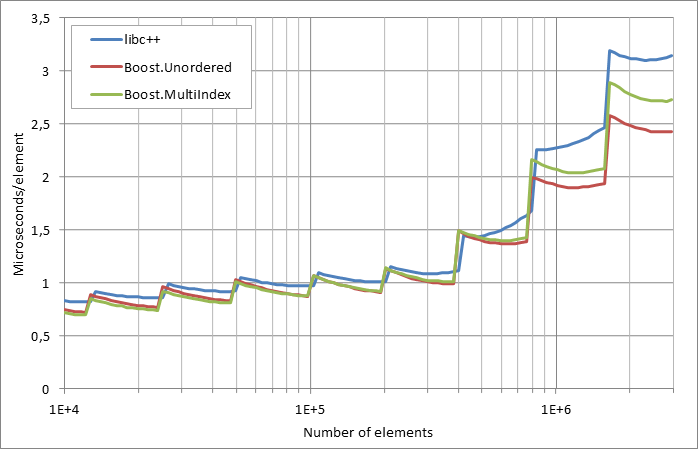 3,5
3
2,5
2
1,5
1
0,5
0
Microseconds/element
libc++
Boost.Unordered
Boost.MultiIndex
1E+4
1E+5
1E+6
Number of elements